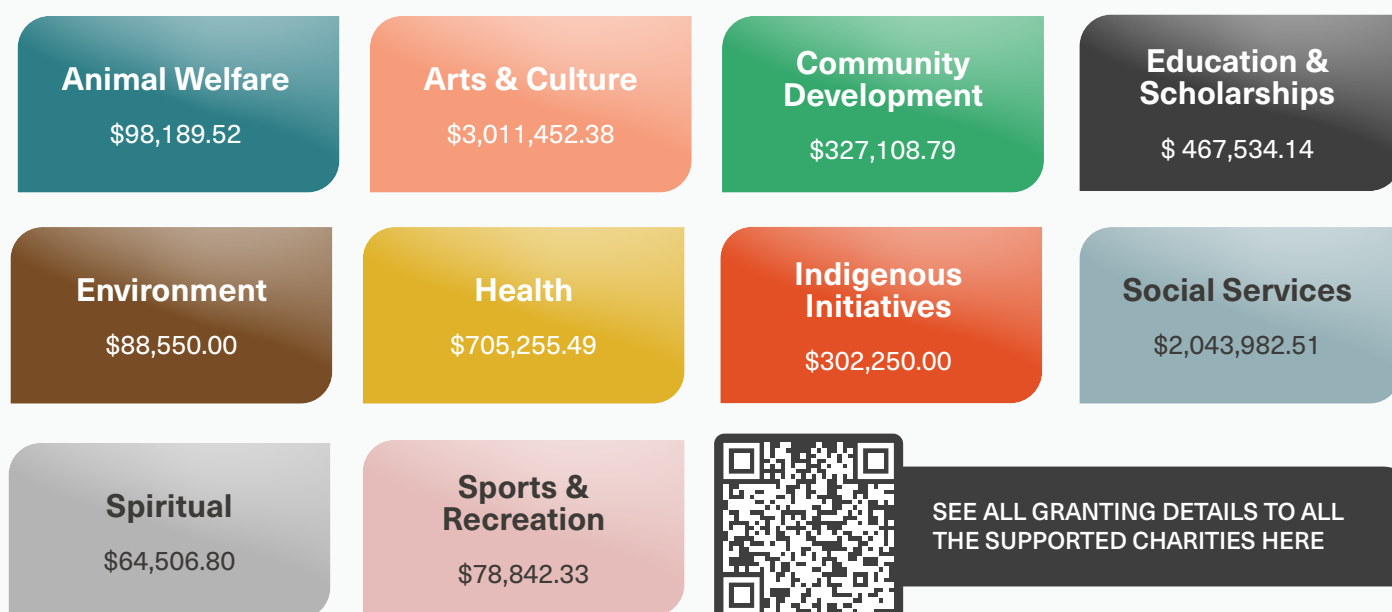 Animal Welfare
$98,189.52
Arts & Culture
$3,011,452.38
Community
Development
$327,108.79
Education &
Scholarships
$ 467,534.14
Environment
$88,550.00
Health
$705,255.49
Indigenous
Initiatives
$302,250.00
Social Services
$2,043,982.51
Spiritual
$64,506.80
Sports &
Recreation
$78,842.33
SEE ALL GRANTING DETAILS TO ALL
THE SUPPORTED CHARITIES HERE